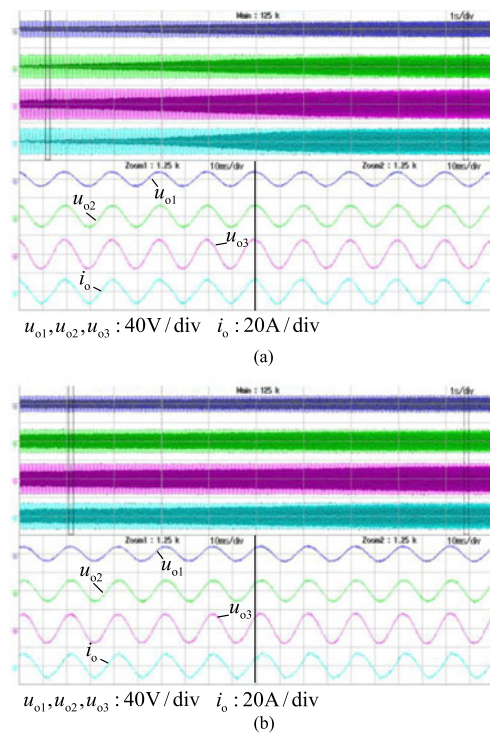 Main : 125 k 1s/div
Zoom1 : 1.25 k 10ms/div Zoom2 : 1.25 k 10ms/div
uo1
uo2
uo3
io
uo1,uo2,uo3 : 40V/div io : 20A/div
(a)
Main : 125 k 1s/div
Zoom1 : 1.25 k 10ms/div Zoom2 : 1.25 k 10ms/div
uo1
uo2
uo3
io
uo1,uo2,uo3 : 40V/div io : 20A/div
(b)